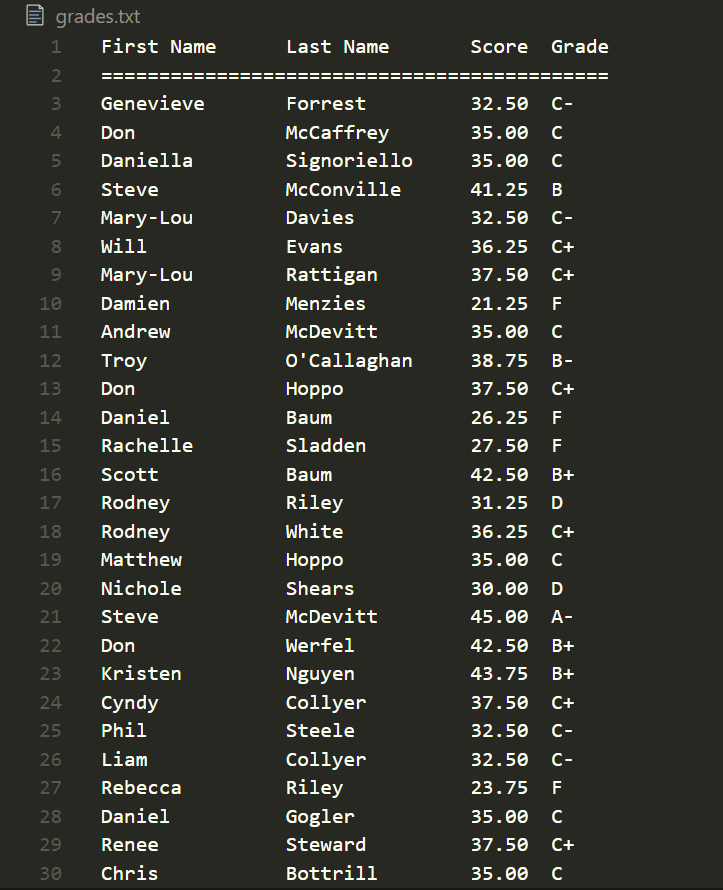 grades.txt
1 First Name Last Name Score Grade
2 ============================================
3 Genevieve Forrest 32.50 C-
4 Don McCaffrey 35.00 C
5 Daniella Signoriello 35.00 C
6 Steve McConville 41.25 B
7 Mary-Lou Davies 32.50 C-
8 Will Evans 36.25 C+
9 Mary-Lou Rattigan 37.50 C+
10 Damien Menzies 21.25 F
11 Andrew McDevitt 35.00 C
12 Troy O'Callaghan 38.75 B-
13 Don Hoppo 37.50 C+
14 Daniel Baum 26.25 F
15 Rachelle Sladden 27.50 F
16 Scott Baum 42.50 B+
17 Rodney Riley 31.25 D
18 Rodney White 36.25 C+
19 Matthew Hoppo 35.00 C
20 Nichole Shears 30.00 D
21 Steve McDevitt 45.00 A-
22 Don Werfel 42.50 B+
23 Kristen Nguyen 43.75 B+
24 Cyndy Collyer 37.50 C+
25 Phil Steele 32.50 C-
26 Liam Collyer 32.50 C-
27 Rebecca Riley 23.75 F
28 Daniel Gogler 35.00 C
29 Renee Steward 37.50 C+
30 Chris Bottrill 35.00 C